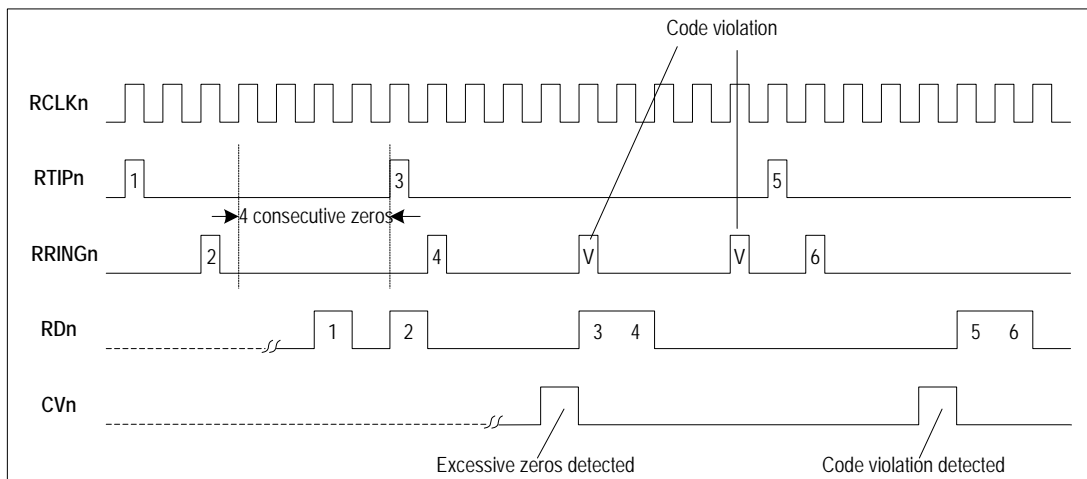 Code violation
RCLKn
RTIPn
1
3
5
4 consecutive zeros
RRINGn
2
4
V
V
6
RDn
1
2
3 4
5 6
CVn
Excessive zeros detected
Code violation detected